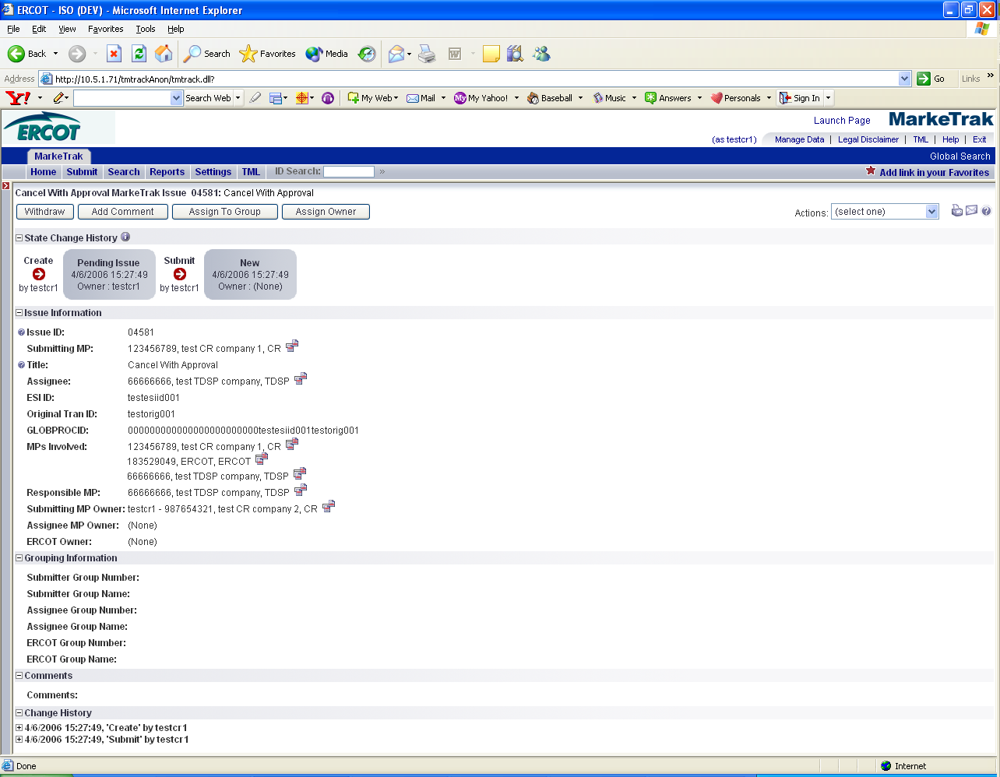 ERCOT - ISO (DEV) - Microsoft Internet Explorer
File Edit View Favorites Tools Help
Back Search Favorites Media
Address http://10.5.1.71/tmtrackAnon/tmtrack.dll? Go Links »
Y! Search Web My Web Mail My Yahoo! Baseball Music Answers Personals Sign In
ERCOT
Launch Page MarkeTrak
(as testcr1) Manage Data | Legal Disclaimer | TML | Help | Exit
MarkeTrak Global Search
Home Submit Search Reports Settings TML ID Search: » Add link in your Favorites
Cancel With Approval MarkeTrak Issue 04581: Cancel With Approval
Withdraw Add Comment Assign To Group Assign Owner Actions: (select one)
State Change History
Create Pending Issue Submit New
4/6/2006 15:27:49 4/6/2006 15:27:49
by testcr1 Owner : testcr1 by testcr1 Owner : (None)
Issue Information
Issue ID: 04581
Submitting MP: 123456789, test CR company 1, CR
Title: Cancel With Approval
Assignee: 66666666, test TDSP company, TDSP
ESI ID: testesiid001
Original Tran ID: testorig001
GLOBPROCID: 000000000000000000000000testesiid001testorig001
MPs Involved: 123456789, test CR company 1, CR
183529049, ERCOT, ERCOT
66666666, test TDSP company, TDSP
Responsible MP: 66666666, test TDSP company, TDSP
Submitting MP Owner: testcr1 - 987654321, test CR company 2, CR
Assignee MP Owner: (None)
ERCOT Owner: (None)
Grouping Information
Submitter Group Number:
Submitter Group Name:
Assignee Group Number:
Assignee Group Name:
ERCOT Group Number:
ERCOT Group Name:
Comments
Comments:
Change History
4/6/2006 15:27:49, 'Create' by testcr1
4/6/2006 15:27:49, 'Submit' by testcr1
Done Internet